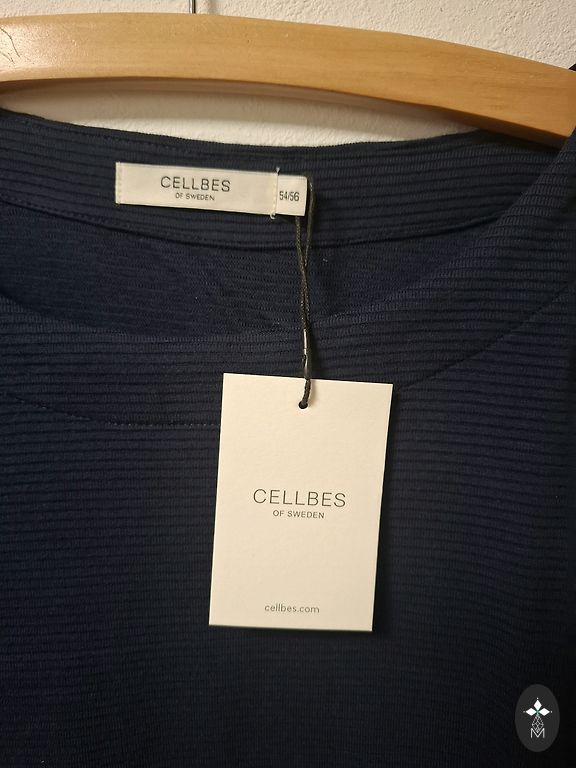 CELLBES
OF SWEDEN
54/56
CELLBES
OF SWEDEN
cellbes.com
M